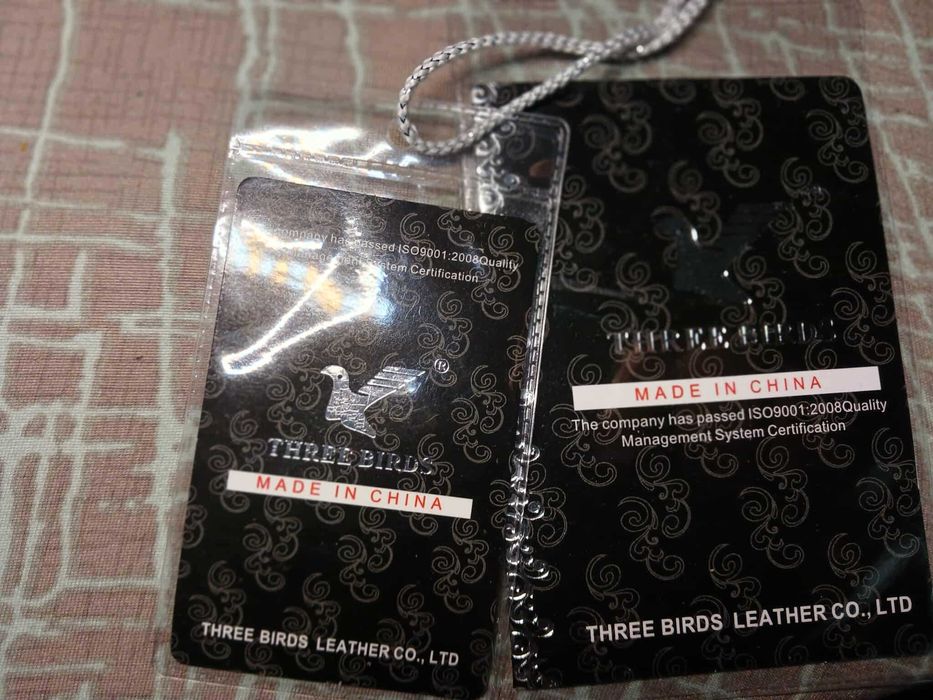 The company has passed ISO9001:2008Quality
Management System Certification
®
THREE BIRDS
MADE IN CHINA
THREE BIRDS LEATHER CO., LTD
THREE BIRDS
MADE IN CHINA
The company has passed ISO9001:2008Quality
Management System Certification
THREE BIRDS LEATHER CO., LTD